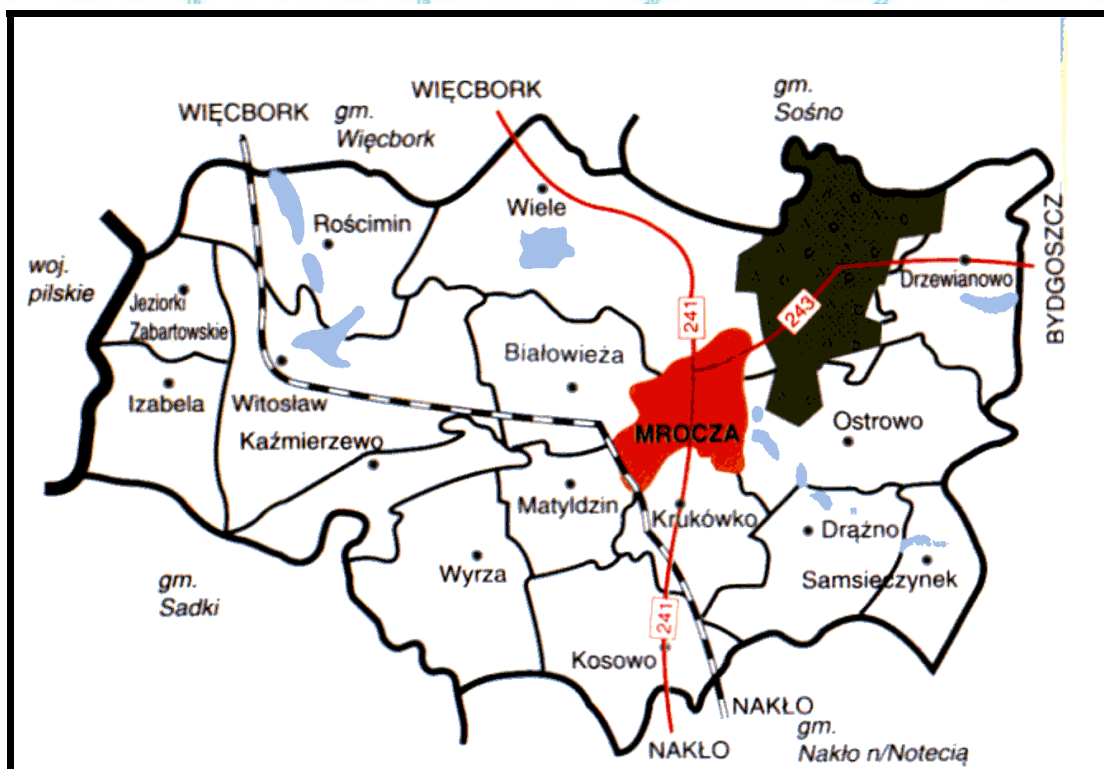 WIĘCBORK
WIĘCBORK
gm.
Więcbork
gm.
Sośno
Wiele
Rościmin
BYDGOSZCZ
woj.
pilskie
Drzewianowo
Jeziorki
Zabartowskie
241
243
Białowieża
Izabela
Witosław
Ostrowo
Kaźmierzewo
MROCZA
Matyldzin
Krukówko
Drążno
Wyrza
Samsieczynek
gm.
Sadki
241
Kosowo
NAKŁO
NAKŁO
gm.
Nakło n/Notecią